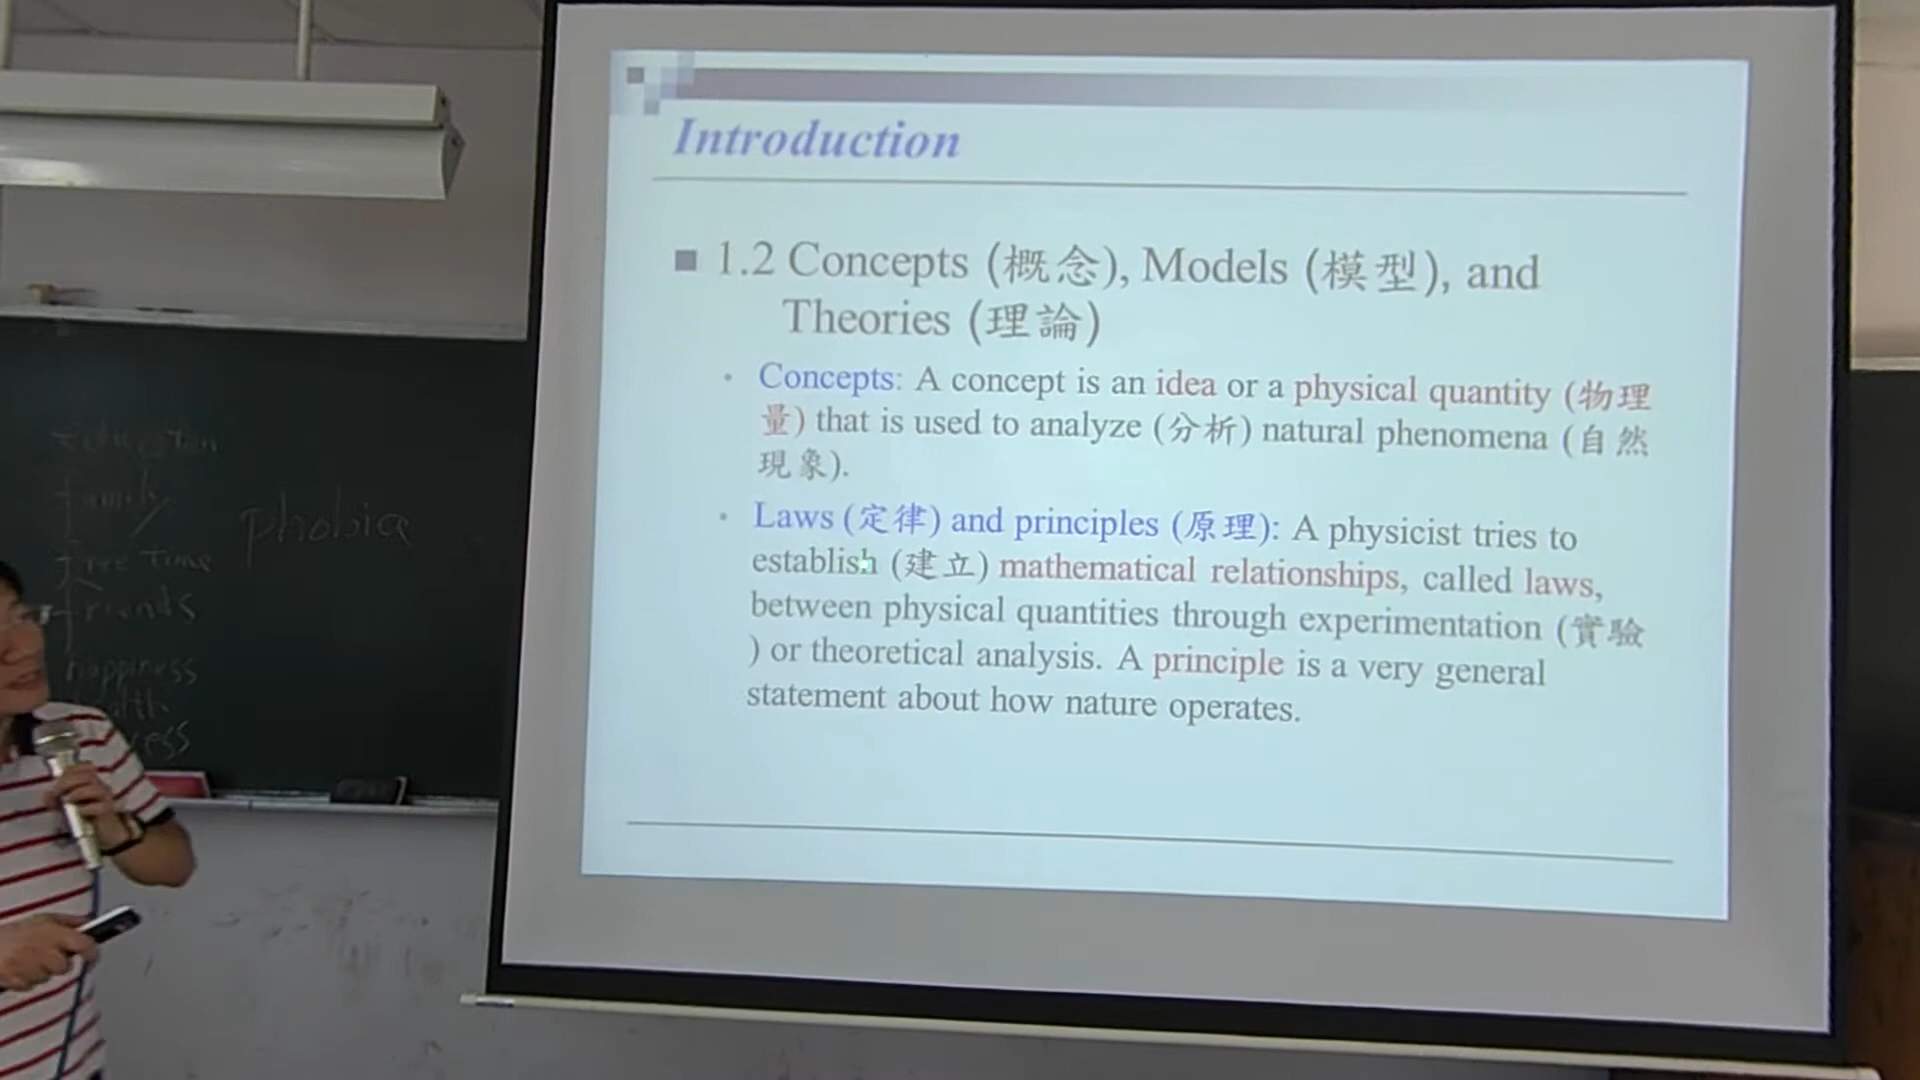 Introduction
1.2 Concepts (概念), Models (模型), and
Theories (理論)
Concepts: A concept is an idea or a physical quantity (物理
量) that is used to analyze (分析) natural phenomena (自然
現象).
Laws (定律) and principles (原理): A physicist tries to
establish (建立) mathematical relationships, called laws,
between physical quantities through experimentation (實驗
) or theoretical analysis. A principle is a very general
statement about how nature operates.
family
phobia
free time
friends
happiness